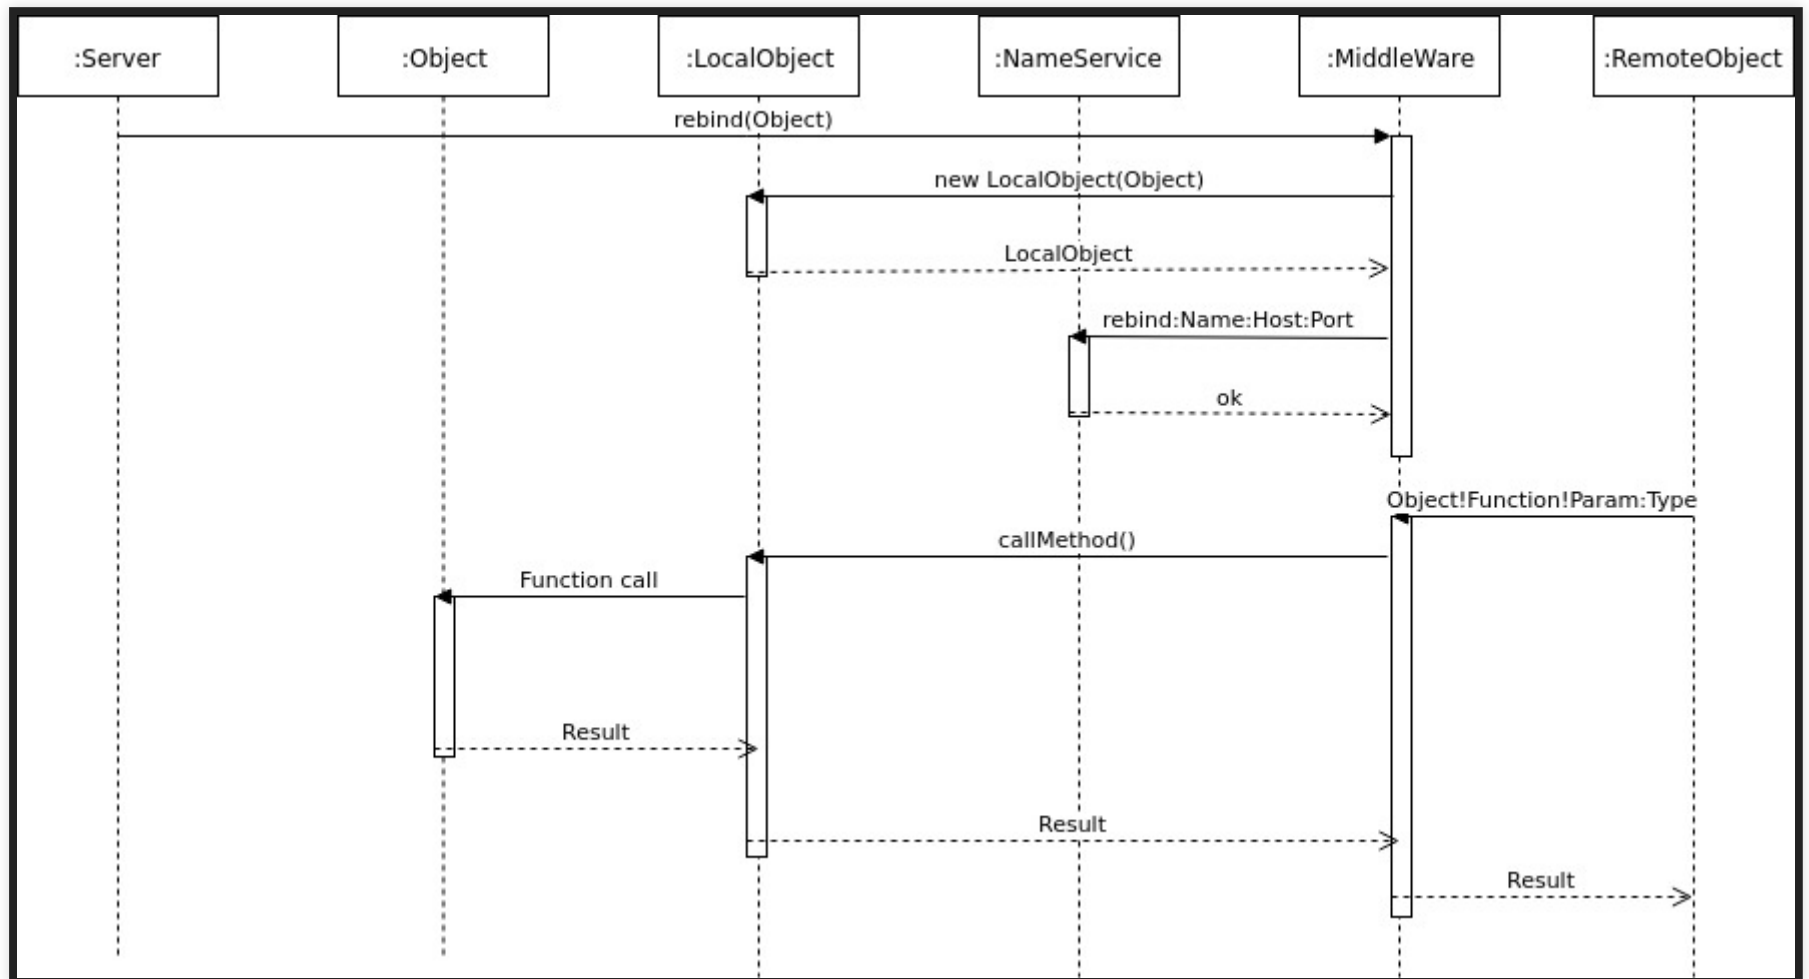 :Server
:Object
:LocalObject
:NameService
:MiddleWare
:RemoteObject
rebind(Object)
new LocalObject(Object)
LocalObject
rebind:Name:Host:Port
ok
Object!Function!Param:Type
callMethod()
Function call
Result
Result
Result